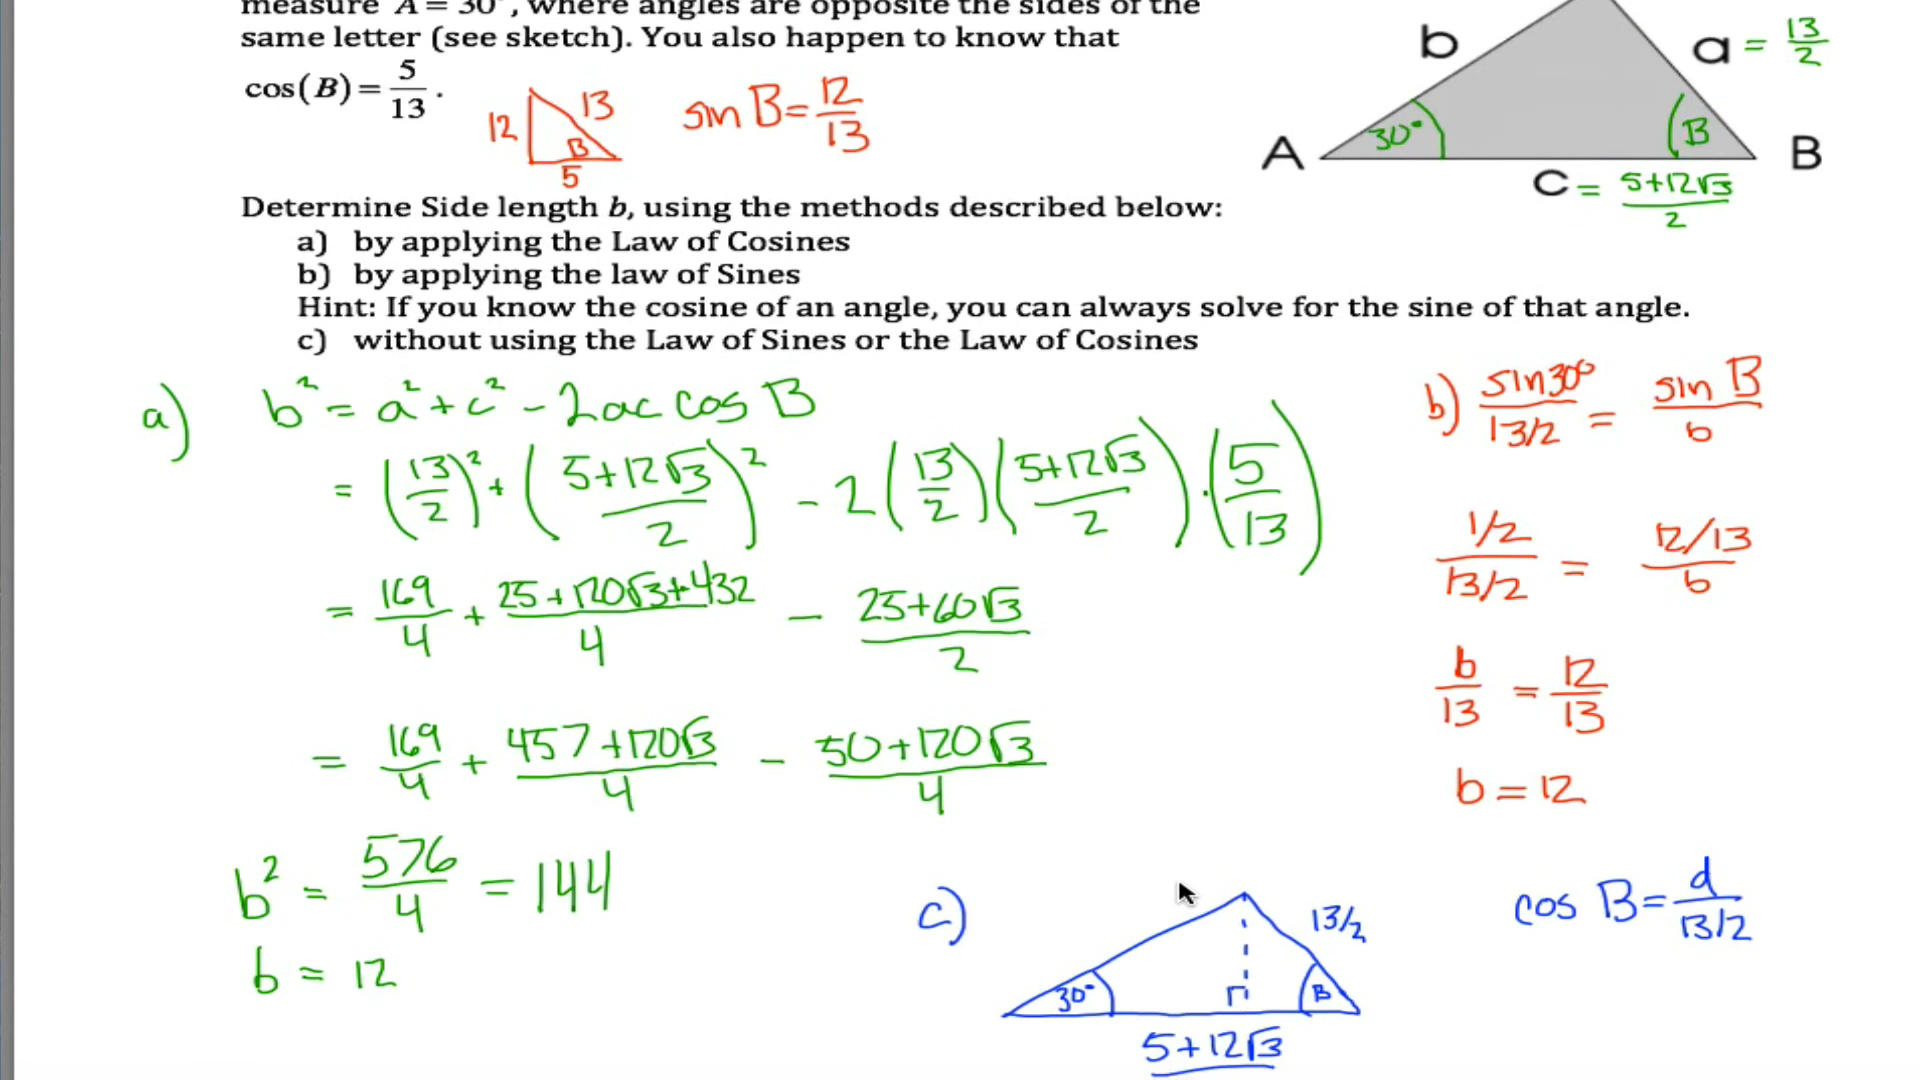 measure A = 30°, where angles are opposite the sides of the
same letter (see sketch). You also happen to know that
cos(B) = 5/13 .
12 13 B 5
sin B = 12/13
b
a = 13/2
30°
B
A
B
C = (5+12√3)/2
Determine Side length b, using the methods described below:
a) by applying the Law of Cosines
b) by applying the law of Sines
Hint: If you know the cosine of an angle, you can always solve for the sine of that angle.
c) without using the Law of Sines or the Law of Cosines
a) b² = a² + c² - 2ac cos B
= (13/2)² + ((5+12√3)/2)² - 2(13/2)((5+12√3)/2)·(5/13)
= 169/4 + (25+120√3+432)/4 - (25+60√3)/2
= 169/4 + (457+120√3)/4 - (50+120√3)/4
b² = 576/4 = 144
b = 12
b) sin30°/(13/2) = sin B/b
(1/2)/(13/2) = (12/13)/b
b/13 = 12/13
b = 12
c)
13/2
30°
B
5+12√3
cos B = d/(13/2)